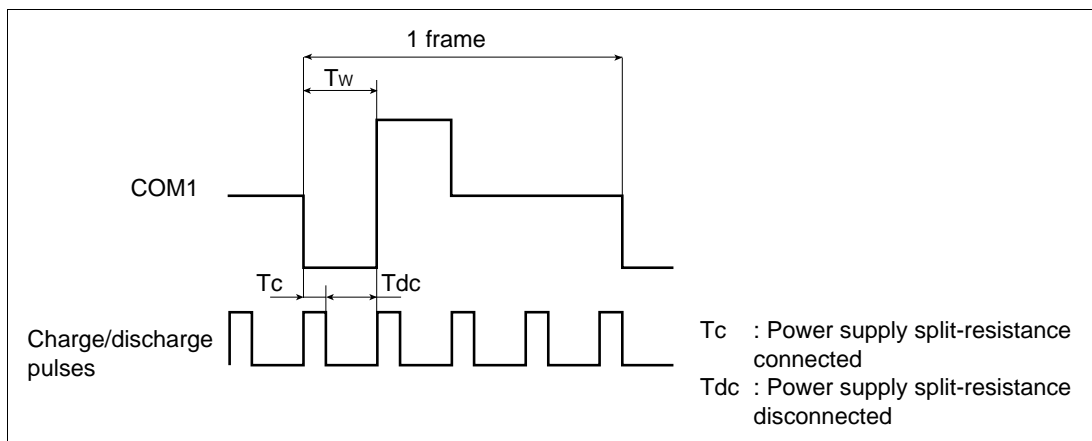 1 frame
Tw
COM1
Tc
Tdc
Charge/discharge
pulses
Tc : Power supply split-resistance
connected
Tdc : Power supply split-resistance
disconnected